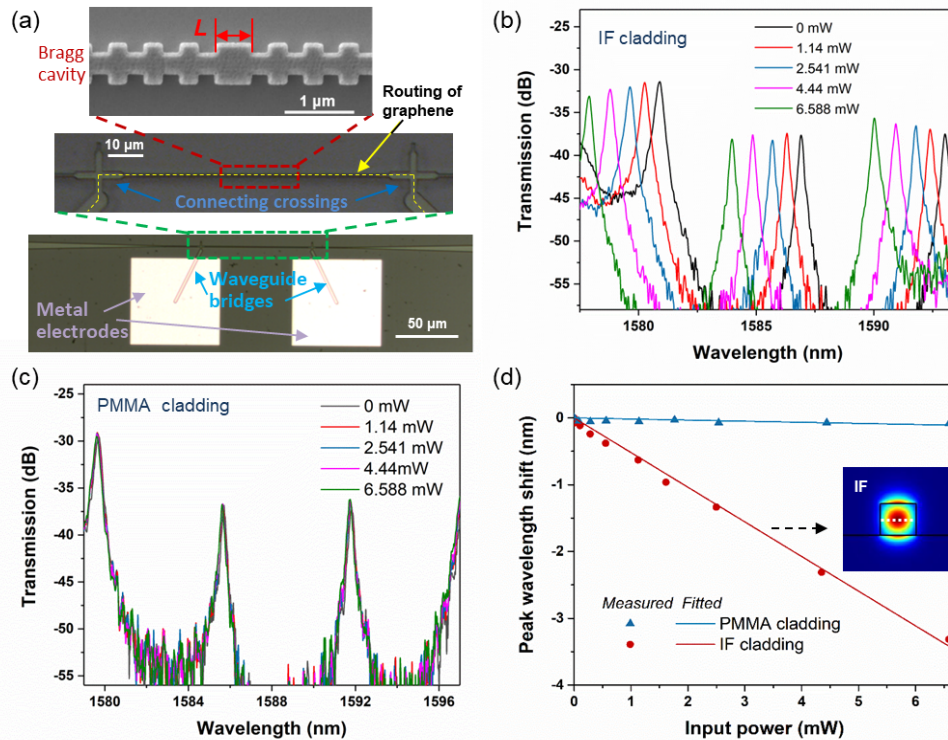 (a)
L
Bragg
cavity
1 µm
Routing of
graphene
10 µm
Connecting crossings
Waveguide
bridges
Metal
electrodes
50 µm
(b)
IF cladding
0 mW
1.14 mW
2.541 mW
4.44 mW
6.588 mW
Transmission (dB)
-25
-30
-35
-40
-45
-50
-55
1580
1585
1590
Wavelength (nm)
(c)
PMMA cladding
0 mW
1.14 mW
2.541 mW
4.44mW
6.588 mW
Transmission (dB)
-25
-30
-35
-40
-45
-50
-55
1580
1584
1588
1592
1596
Wavelength (nm)
(d)
Peak wavelength shift (nm)
0
-1
-2
-3
-4
IF
Measured Fitted
PMMA cladding
IF cladding
0
1
2
3
4
5
6
Input power (mW)